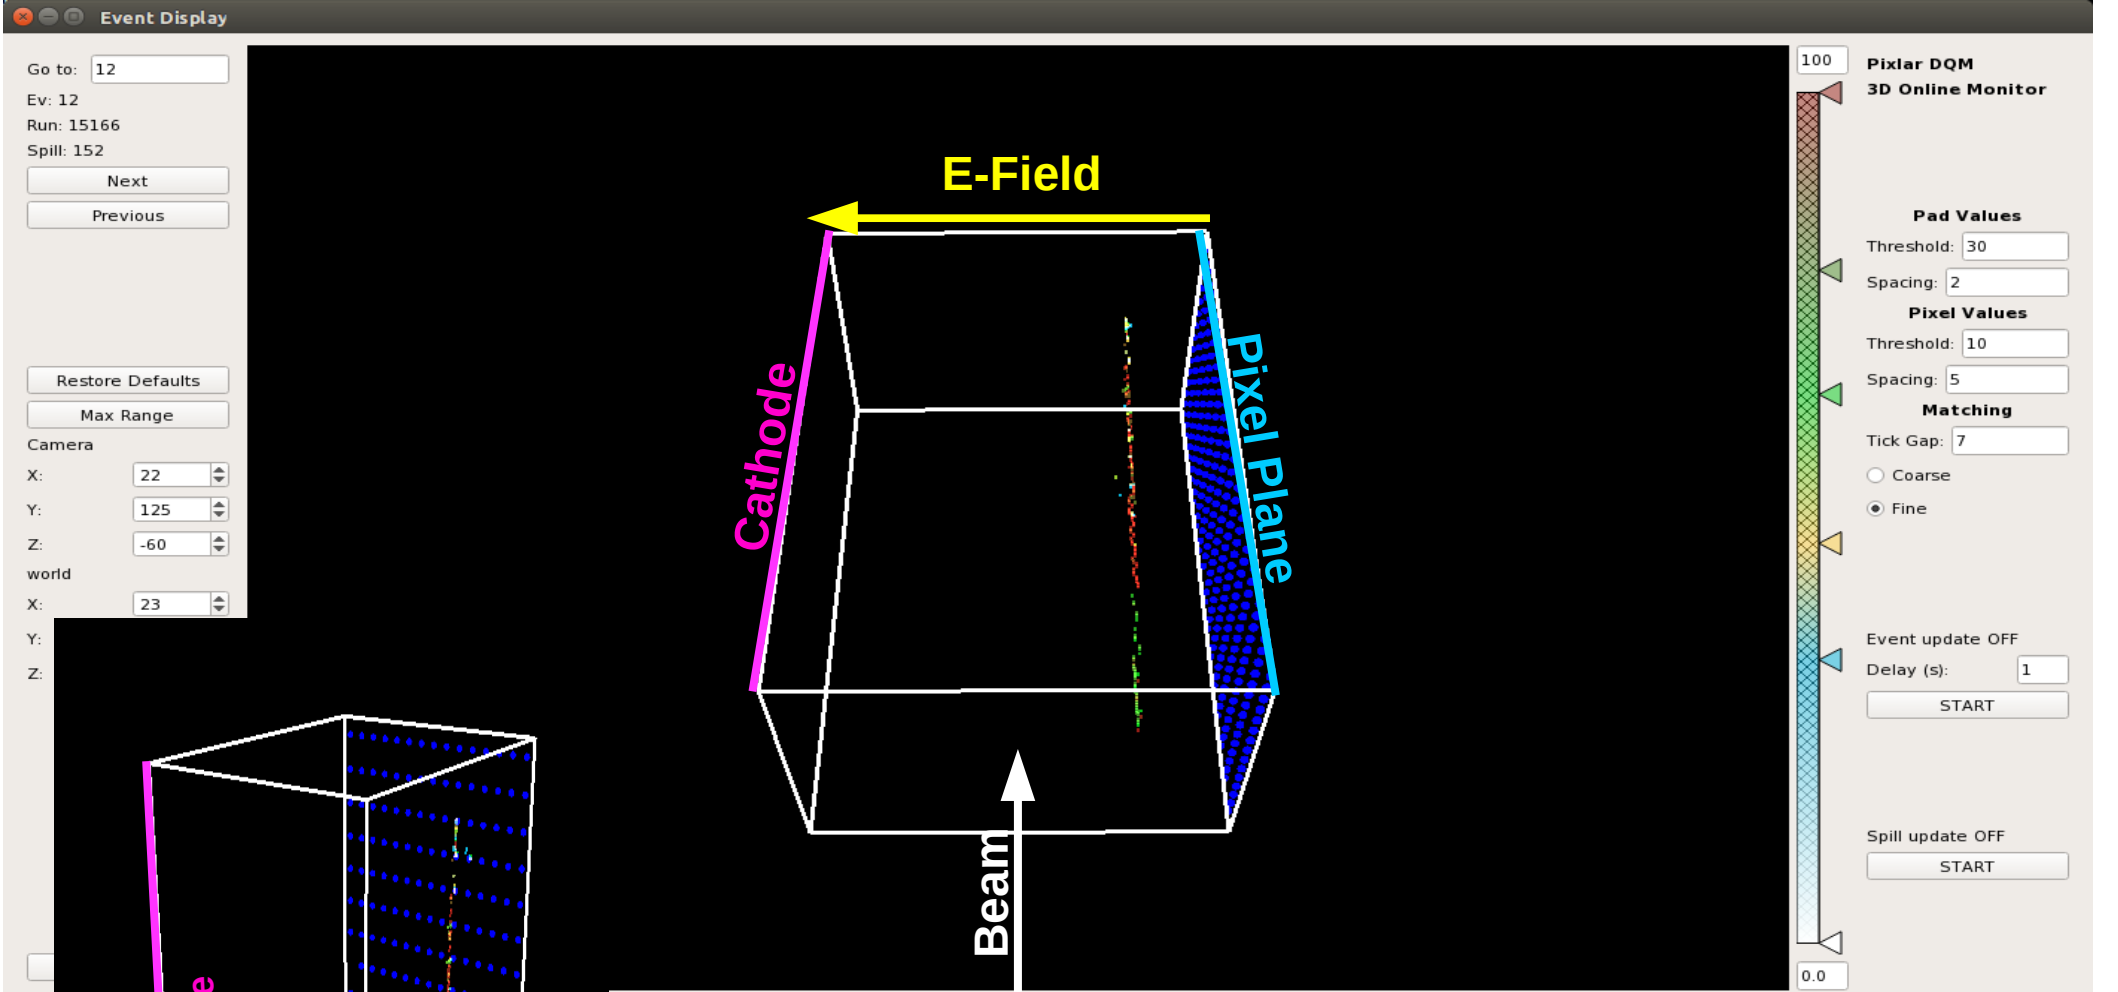 Event Display
Go to: 12
Ev: 12
Run: 15166
Spill: 152
Next
Previous
Restore Defaults
Max Range
Camera
X: 22
Y: 125
Z: -60
world
X: 23
Y:
Z:
E-Field
Cathode
Pixel Plane
Beam
e
100
0.0
Pixlar DQM
3D Online Monitor
Pad Values
Threshold: 30
Spacing: 2
Pixel Values
Threshold: 10
Spacing: 5
Matching
Tick Gap: 7
Coarse
Fine
Event update OFF
Delay (s): 1
START
Spill update OFF
START